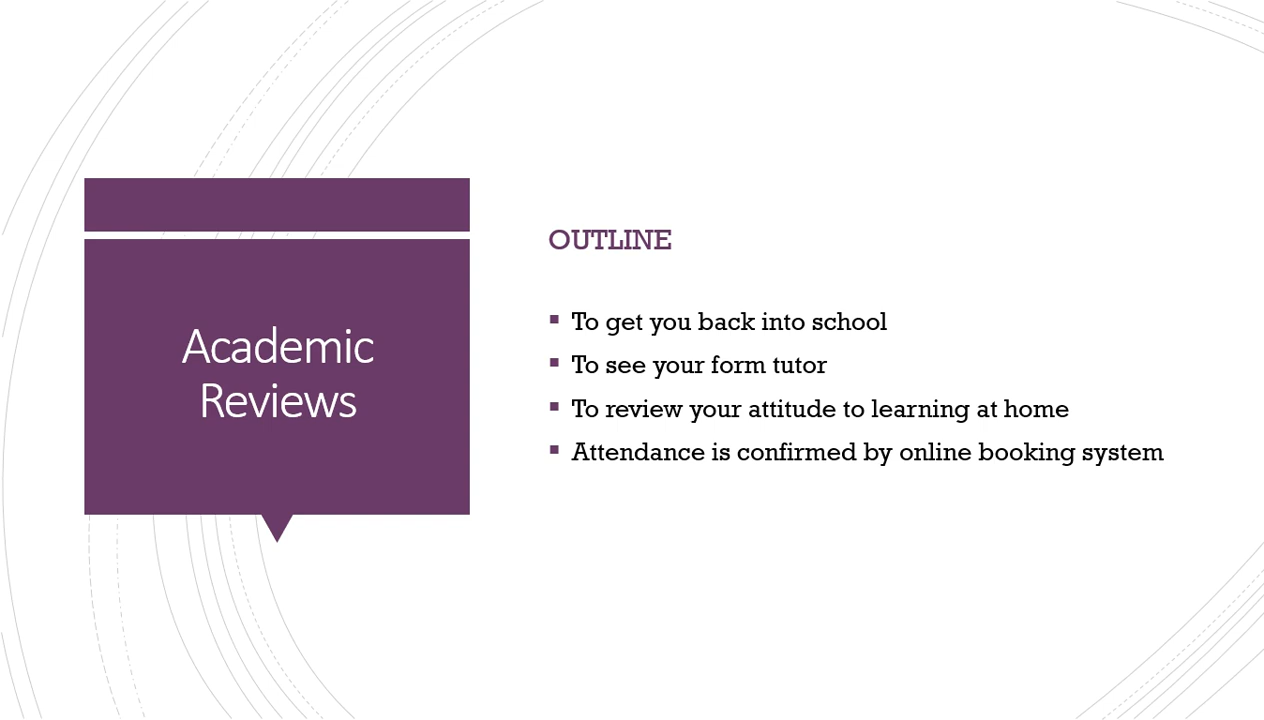 Academic
Reviews
OUTLINE
▪ To get you back into school
▪ To see your form tutor
▪ To review your attitude to learning at home
▪ Attendance is confirmed by online booking system